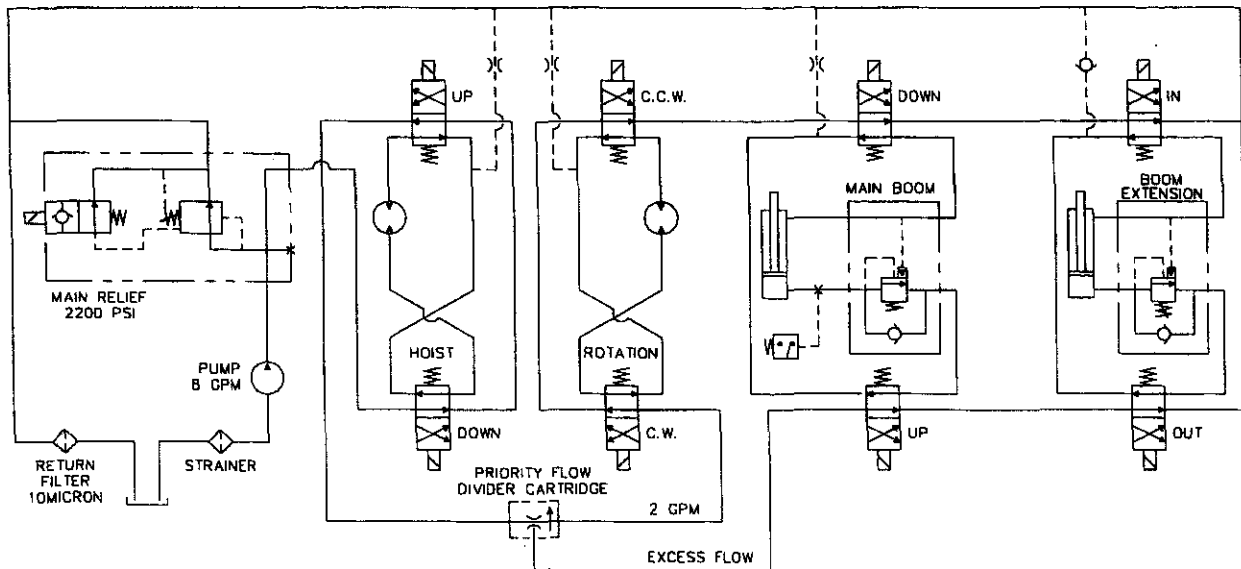 UP
C.C.W.
DOWN
IN
MAIN BOOM
BOOM
EXTENSION
MAIN RELIEF
2200 PSI
PUMP
8 GPM
HOIST
ROTATION
DOWN
C.W.
UP
OUT
RETURN
FILTER
10MICRON
STRAINER
PRIORITY FLOW
DIVIDER CARTRIDGE
2 GPM
EXCESS FLOW